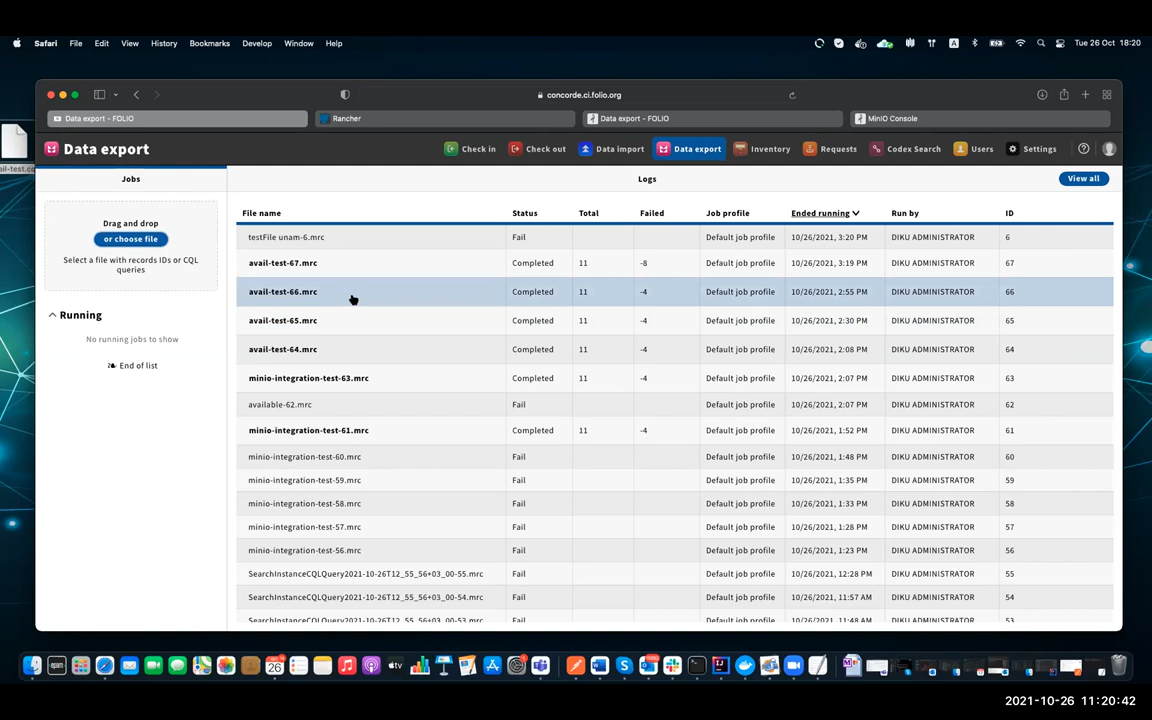 Safari File Edit View History Bookmarks Develop Window Help
A Tue 26 Oct 18:20
concorde.ci.folio.org
Data export - FOLIO Rancher Data export - FOLIO MinIO Console
Data export Check in Check out Data import Data export Inventory Requests Codex Search Users Settings
Jobs Logs View all
Drag and drop
or choose file
Select a file with records IDs or CQL
queries
Running
No running jobs to show
End of list
File name Status Total Failed Job profile Ended running Run by ID
testFile unam-6.mrc Fail Default job profile 10/26/2021, 3:20 PM DIKU ADMINISTRATOR 6
avail-test-67.mrc Completed 11 -8 Default job profile 10/26/2021, 3:19 PM DIKU ADMINISTRATOR 67
avail-test-66.mrc Completed 11 -4 Default job profile 10/26/2021, 2:55 PM DIKU ADMINISTRATOR 66
avail-test-65.mrc Completed 11 -4 Default job profile 10/26/2021, 2:30 PM DIKU ADMINISTRATOR 65
avail-test-64.mrc Completed 11 -4 Default job profile 10/26/2021, 2:08 PM DIKU ADMINISTRATOR 64
minio-integration-test-63.mrc Completed 11 -4 Default job profile 10/26/2021, 2:07 PM DIKU ADMINISTRATOR 63
available-62.mrc Fail Default job profile 10/26/2021, 2:07 PM DIKU ADMINISTRATOR 62
minio-integration-test-61.mrc Completed 11 -4 Default job profile 10/26/2021, 1:52 PM DIKU ADMINISTRATOR 61
minio-integration-test-60.mrc Fail Default job profile 10/26/2021, 1:48 PM DIKU ADMINISTRATOR 60
minio-integration-test-59.mrc Fail Default job profile 10/26/2021, 1:35 PM DIKU ADMINISTRATOR 59
minio-integration-test-58.mrc Fail Default job profile 10/26/2021, 1:33 PM DIKU ADMINISTRATOR 58
minio-integration-test-57.mrc Fail Default job profile 10/26/2021, 1:28 PM DIKU ADMINISTRATOR 57
minio-integration-test-56.mrc Fail Default job profile 10/26/2021, 1:23 PM DIKU ADMINISTRATOR 56
SearchInstanceCQLQuery2021-10-26T12_55_56+03_00-55.mrc Fail Default job profile 10/26/2021, 12:28 PM DIKU ADMINISTRATOR 55
SearchInstanceCQLQuery2021-10-26T12_55_56+03_00-54.mrc Fail Default job profile 10/26/2021, 11:57 AM DIKU ADMINISTRATOR 54
SearchInstanceCQLQuery2021-10-26T12_55_56+03_00-53.mrc Fail Default job profile 10/26/2021, 11:48 AM DIKU ADMINISTRATOR 53
2021-10-26 11:20:42